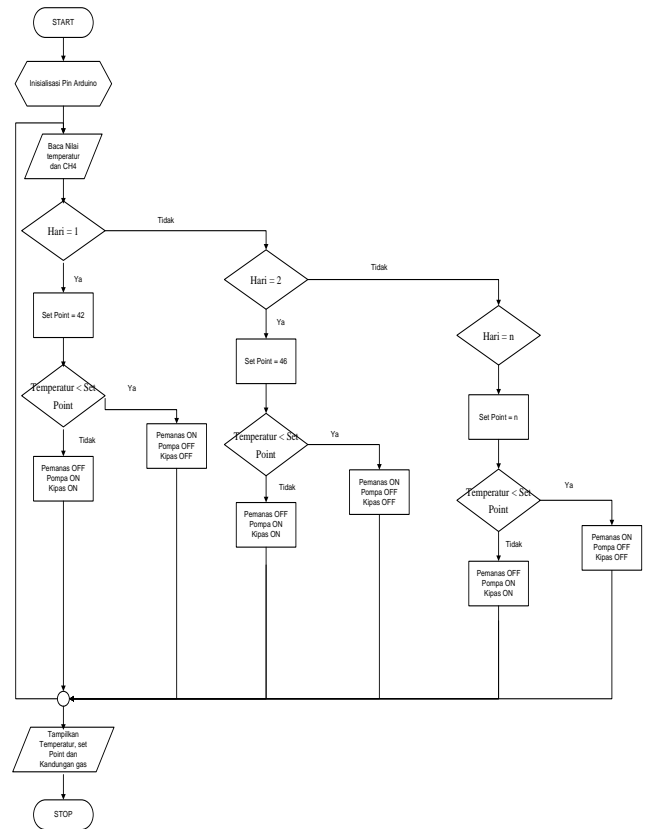 START
Inisialisasi Pin Arduino
Baca Nilai
temperatur
dan CH4
Hari = 1
Tidak
Ya
Set Point = 42
Temperatur < Set
Point
Ya
Tidak
Pemanas ON
Pompa OFF
Kipas OFF
Pemanas OFF
Pompa ON
Kipas ON
Hari = 2
Tidak
Ya
Set Point = 46
Temperatur < Set
Point
Ya
Tidak
Pemanas ON
Pompa OFF
Kipas OFF
Pemanas OFF
Pompa ON
Kipas ON
Hari = n
Set Point = n
Temperatur < Set
Point
Ya
Tidak
Pemanas ON
Pompa OFF
Kipas OFF
Pemanas OFF
Pompa ON
Kipas ON
Tampilkan
Temperatur, set
Point dan
Kandungan gas
STOP